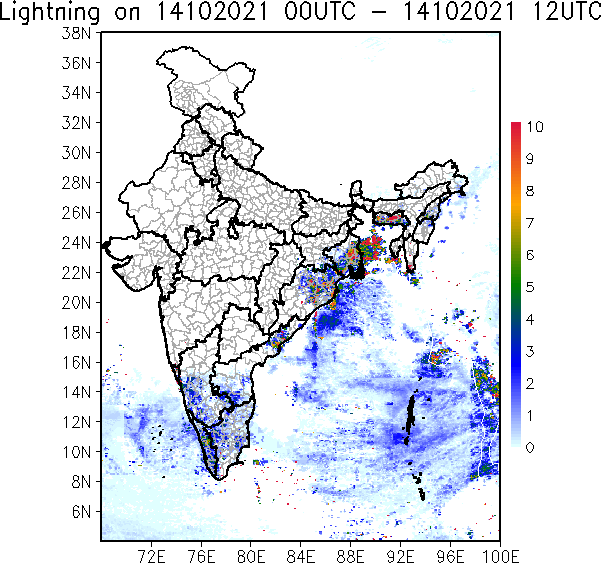 Lightning on 14102021 00UTC – 14102021 12UTC
38N
36N
34N
32N
30N
28N
26N
24N
22N
20N
18N
16N
14N
12N
10N
8N
6N
72E 76E 80E 84E 88E 92E 96E 100E
10
9
8
7
6
5
4
3
2
1
0